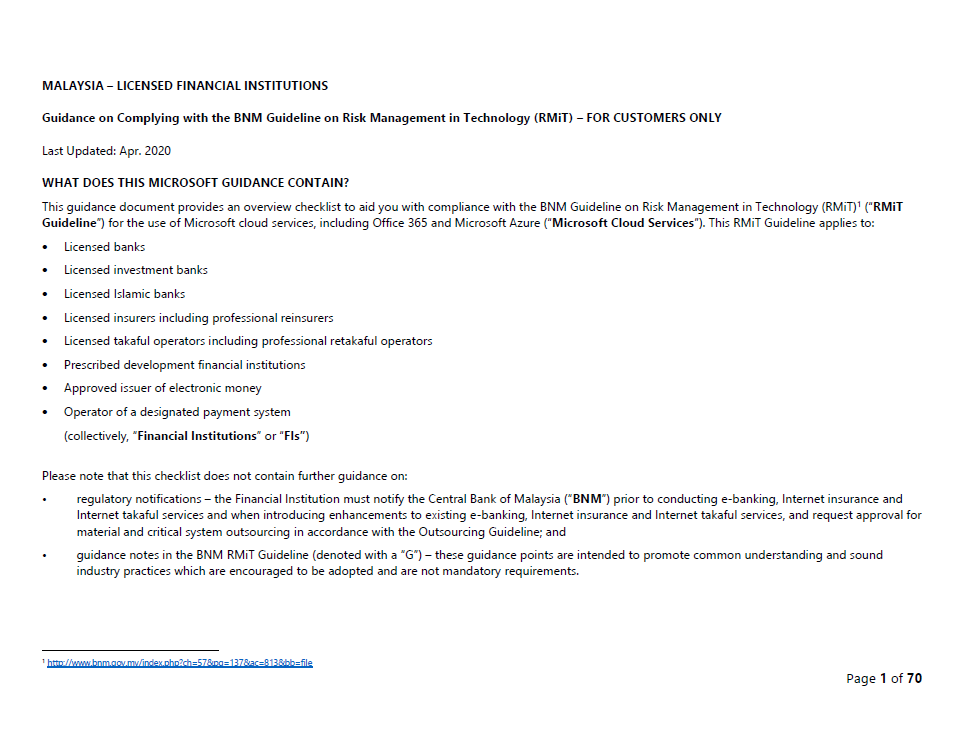 MALAYSIA – LICENSED FINANCIAL INSTITUTIONS
Guidance on Complying with the BNM Guideline on Risk Management in Technology (RMiT) – FOR CUSTOMERS ONLY
Last Updated: Apr. 2020
WHAT DOES THIS MICROSOFT GUIDANCE CONTAIN?
This guidance document provides an overview checklist to aid you with compliance with the BNM Guideline on Risk Management in Technology (RMiT)¹ (“RMiT
Guideline”) for the use of Microsoft cloud services, including Office 365 and Microsoft Azure (“Microsoft Cloud Services”). This RMiT Guideline applies to:
• Licensed banks
• Licensed investment banks
• Licensed Islamic banks
• Licensed insurers including professional reinsurers
• Licensed takaful operators including professional retakaful operators
• Prescribed development financial institutions
• Approved issuer of electronic money
• Operator of a designated payment system
(collectively, “Financial Institutions” or “FIs”)
Please note that this checklist does not contain further guidance on:
• regulatory notifications – the Financial Institution must notify the Central Bank of Malaysia (“BNM”) prior to conducting e-banking, Internet insurance and
Internet takaful services and when introducing enhancements to existing e-banking, Internet insurance and Internet takaful services, and request approval for
material and critical system outsourcing in accordance with the Outsourcing Guideline; and
• guidance notes in the BNM RMiT Guideline (denoted with a “G”) – these guidance points are intended to promote common understanding and sound
industry practices which are encouraged to be adopted and are not mandatory requirements.
¹ http://www.bnm.gov.my/index.php?ch=57&pg=137&ac=813&bb=file
Page 1 of 70